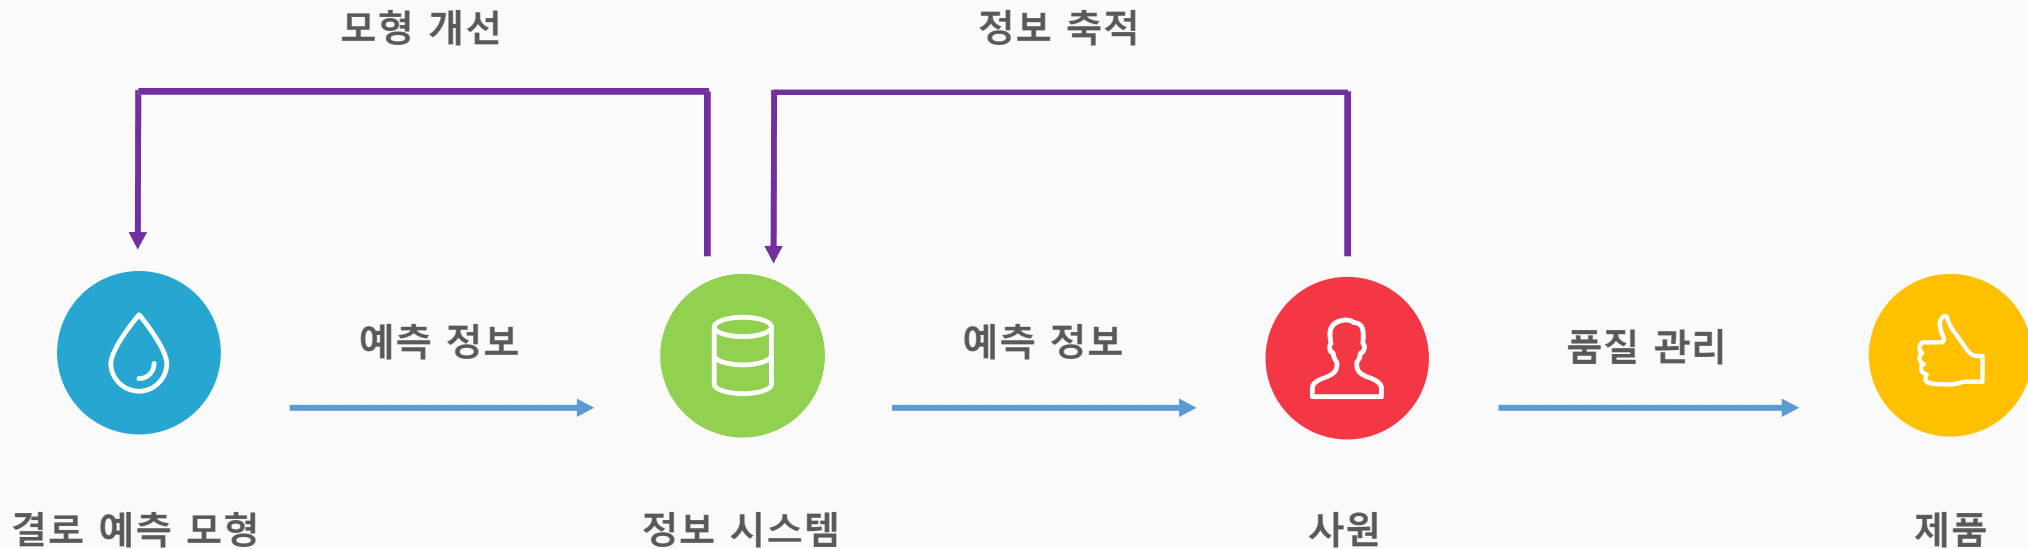 모형 개선
정보 축적
예측 정보
예측 정보
품질 관리
결로 예측 모형
정보 시스템
사원
제품